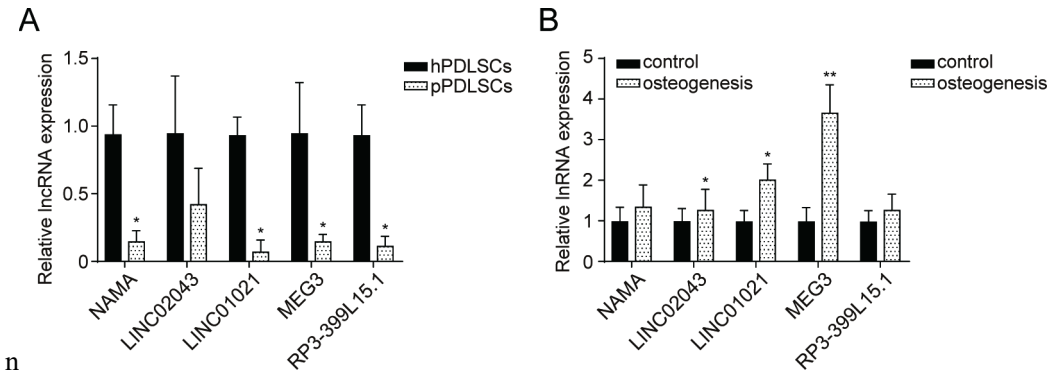 A
Relative lncRNA expression
1.5
1.0
0.5
0
hPDLSCs
pPDLSCs
*
*
*
*
NAMA
LINC02043
LINC01021
MEG3
RP3-399L15.1
B
Relative lnRNA expression
5
4
3
2
1
0
control
osteogenesis
control
osteogenesis
*
*
**
NAMA
LINC02043
LINC01021
MEG3
RP3-399L15.1
n